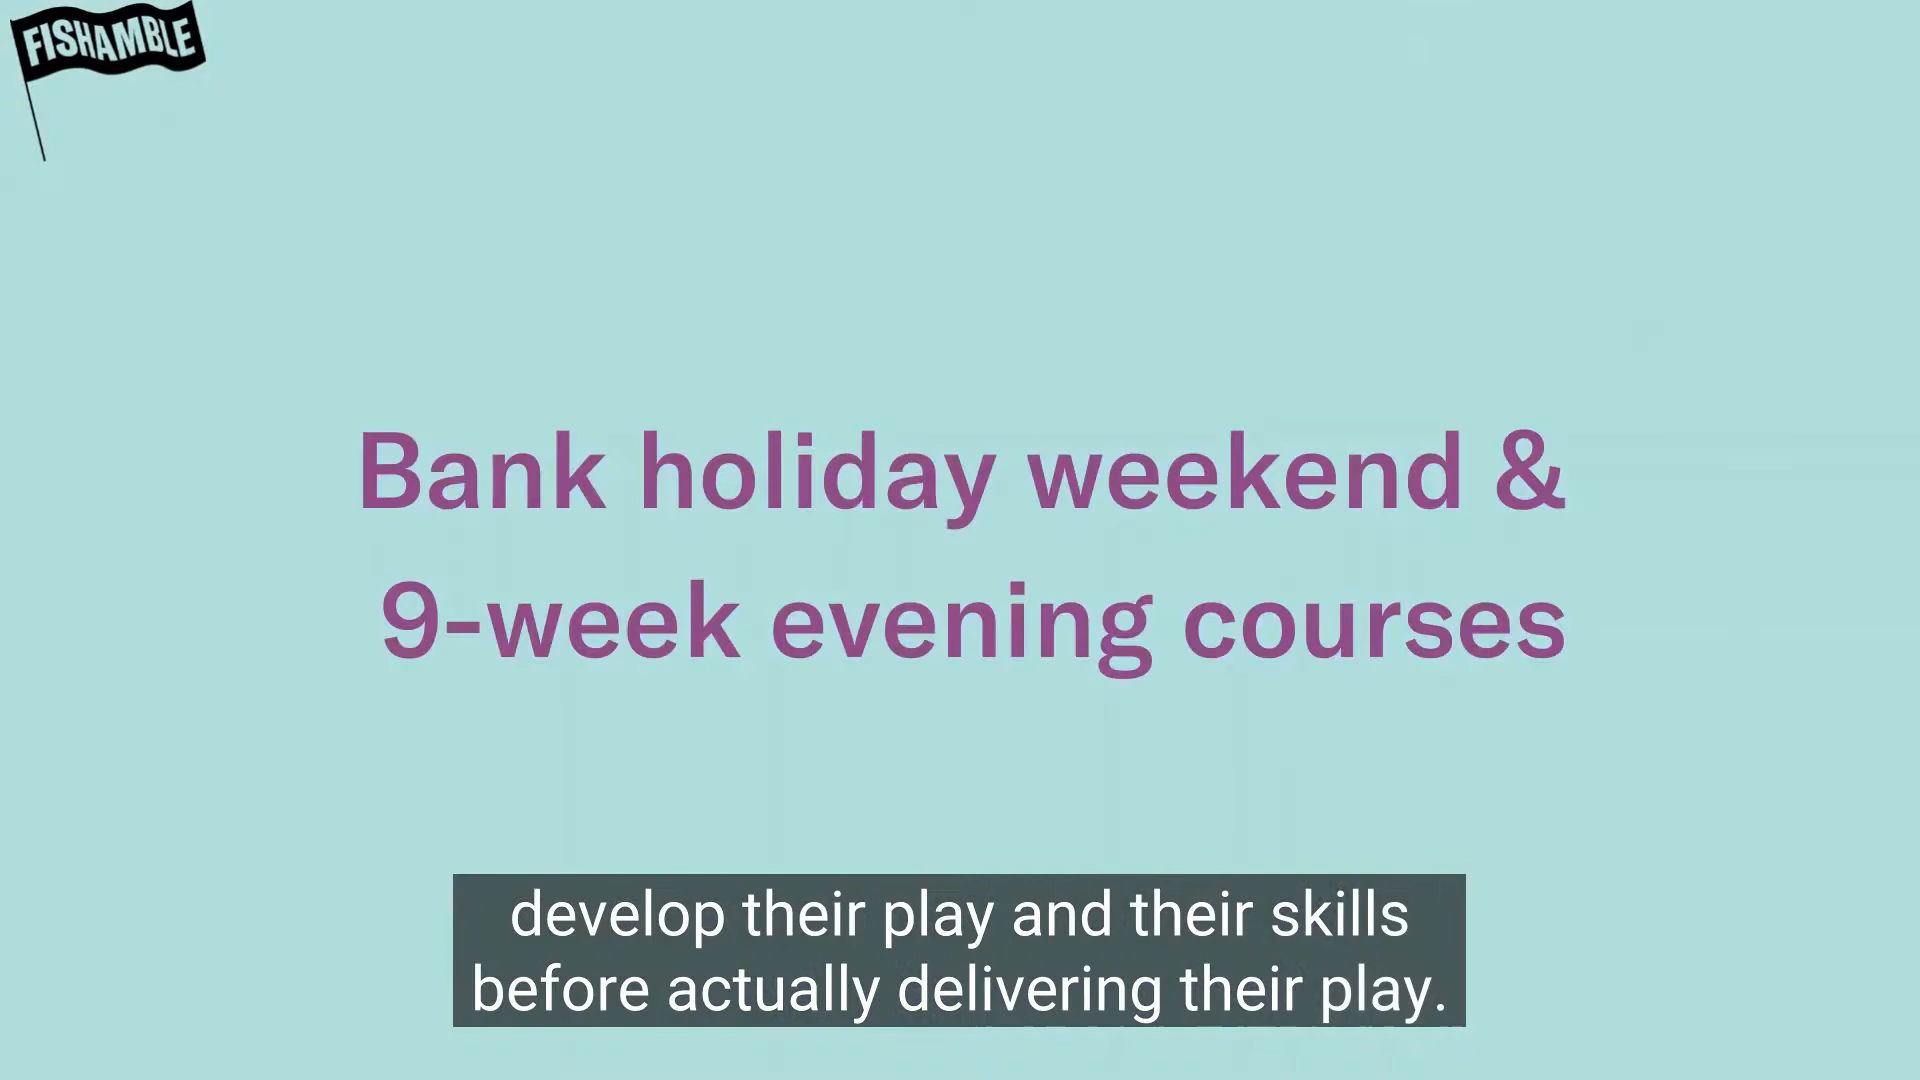 FISHAMBLE
Bank holiday weekend &
9-week evening courses
develop their play and their skills
before actually delivering their play.